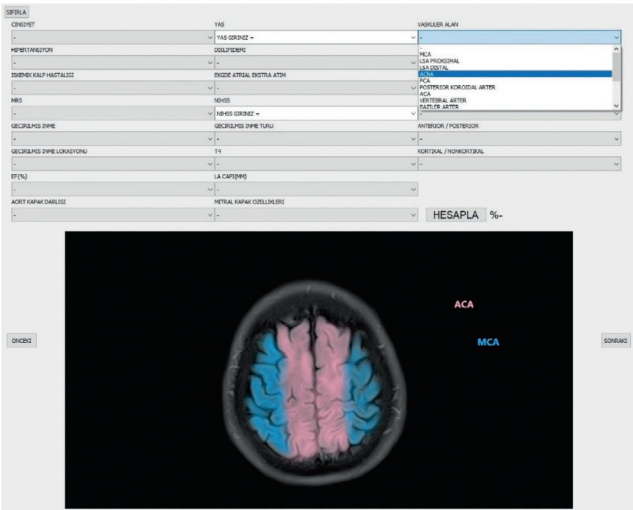 SIFIRLA
CINSIYET YAS VASKULER ALAN
- YAS GIRINIZ = -
HIPERTANSIYON DISLIPIDEMI
- -
-
MCA
LSA PROKSIMAL
LSA DISTAL
AChA
PCA
POSTERIOR KOROIDAL ARTER
ACA
VERTEBRAL ARTER
BAZILER ARTER
ISKEMIK KALP HASTALIGI EKGDE ATRIAL EKSTRA ATIM
- -
MRS NIHSS
- NIHSS GIRINIZ = -
GECIRILMIS INME GECIRILMIS INME TURU ANTERIOR / POSTERIOR
- - -
GECIRILMIS INME LOKASYONU T4 KORTIKAL / NONKORTIKAL
- - -
EF(%) LA CAPI(MM)
- -
AORT KAPAK DARLIGI MITRAL KAPAK OZELLIKLERI
- - HESAPLA %-
ACA
ONCEKI MCA SONRAKI